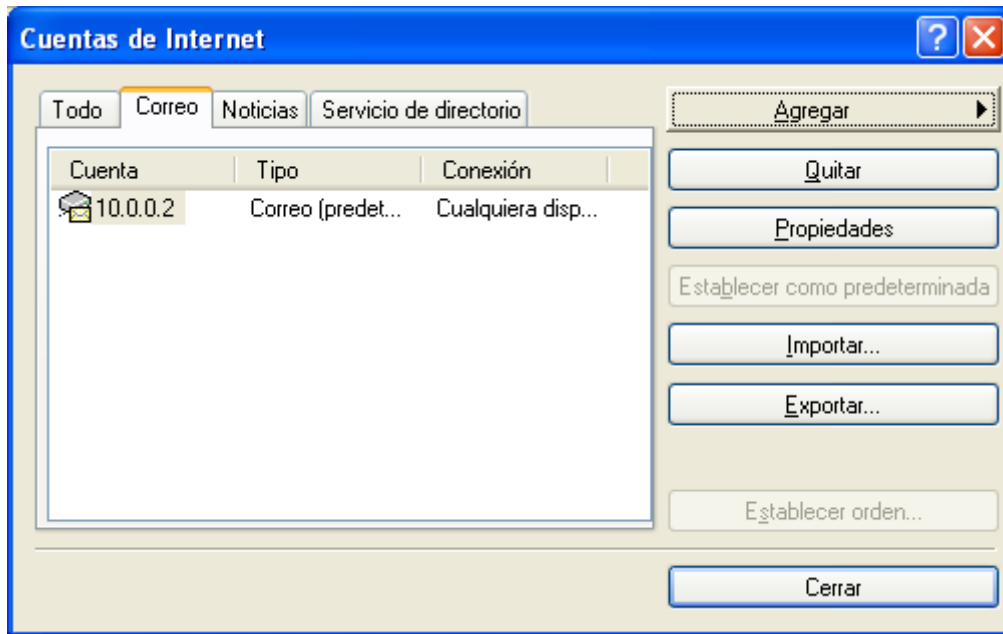 Cuentas de Internet
Todo Correo Noticias Servicio de directorio
Agregar
Cuenta Tipo Conexión
Quitar
10.0.0.2 Correo (predet... Cualquiera disp...
Propiedades
Establecer como predeterminada
Importar...
Exportar...
Establecer orden...
Cerrar